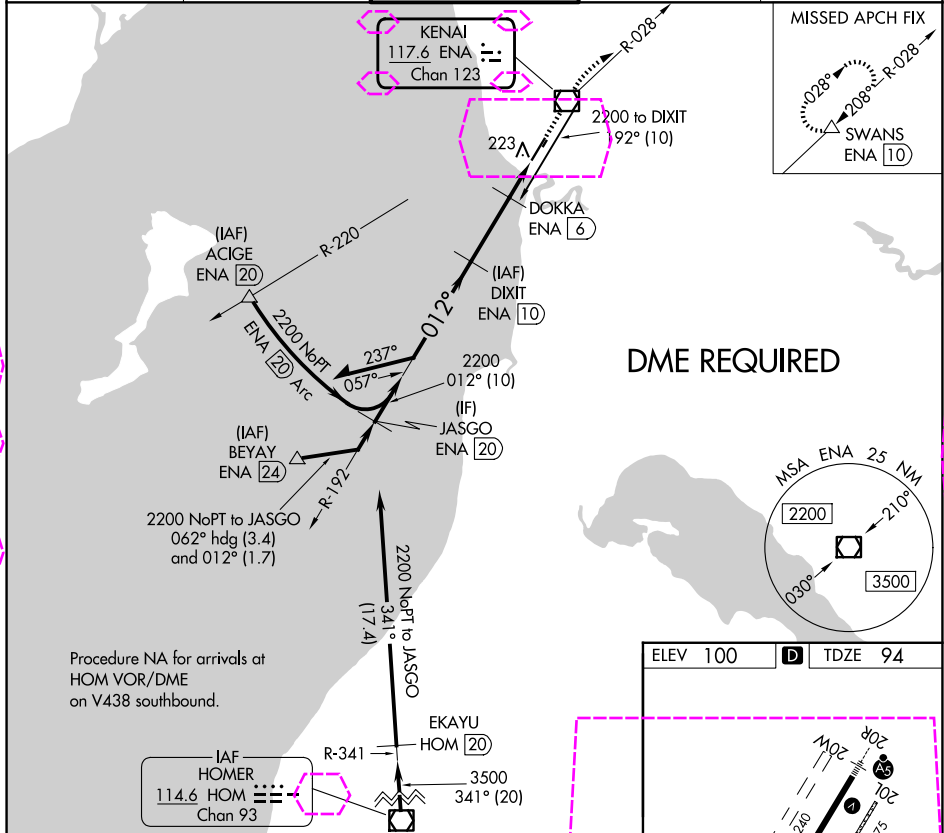 KENAI
117.6 ENA
Chan 123
R-028
MISSED APCH FIX
R-028
028°
208°
SWANS
ENA 10
2200 to DIXIT
192° (10)
223
DOKKA
ENA 6
(IAF)
ACIGE
ENA 20
R-220
(IAF)
DIXIT
ENA 10
012°
2200 NoPT
ENA 20 Arc
237°
057°
2200
012° (10)
DME REQUIRED
(IF)
JASGO
ENA 20
(IAF)
BEYAY
ENA 24
R-192
2200 NoPT to JASGO
062° hdg (3.4)
and 012° (1.7)
MSA ENA 25 NM
2200
210°
030°
3500
2200 NoPT to JASGO
341°
(17.4)
Procedure NA for arrivals at
HOM VOR/DME
on V438 southbound.
ELEV 100
D
TDZE 94
EKAYU
HOM 20
R-341
3500
341° (20)
IAF
HOMER
114.6 HOM
Chan 93
20W
20R
A5
20L
240
75